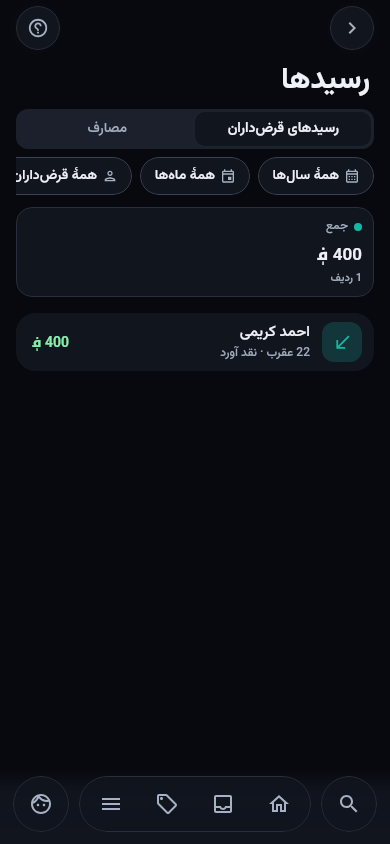 رسیدها
رسیدهای قرض‌داران
مصارف
همهٔ سال‌ها
همهٔ ماه‌ها
همهٔ قرض‌داران
جمع
400 ؋
1 ردیف
احمد کریمی
22 عقرب · نقد آورد
400 ؋